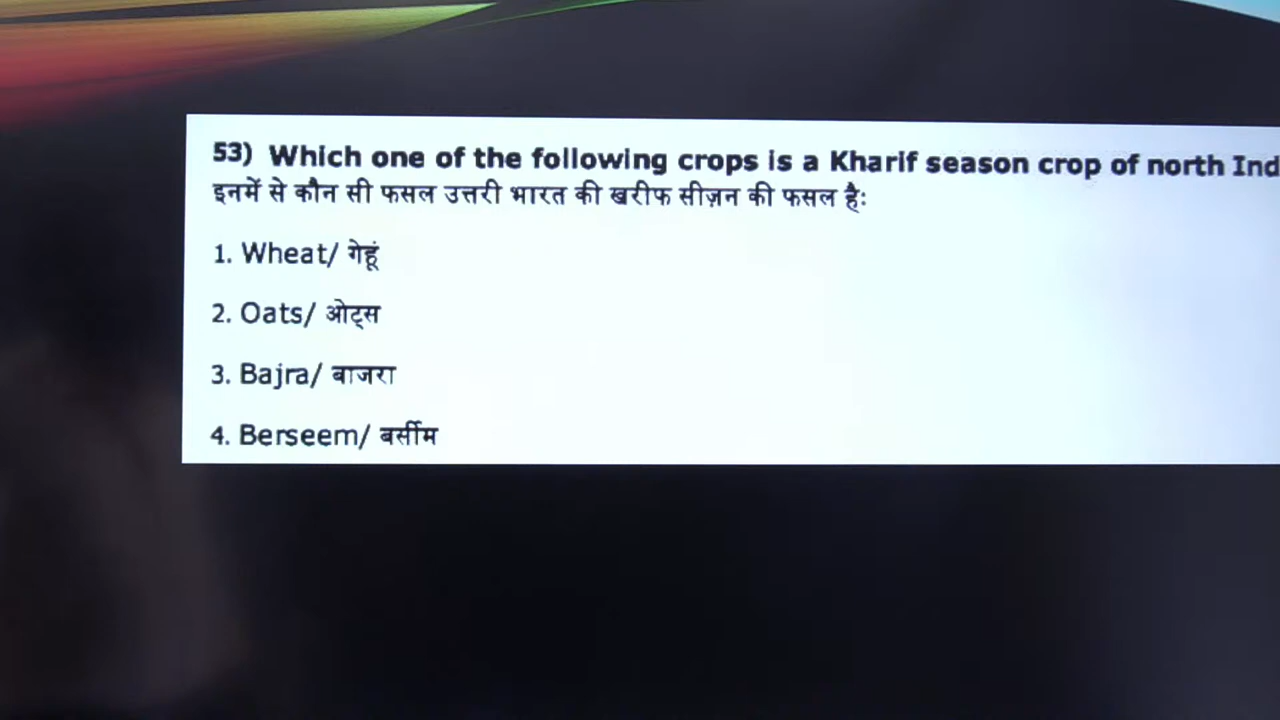 53) Which one of the following crops is a Kharif season crop of north Ind
इनमें से कौन सी फसल उत्तरी भारत की खरीफ सीज़न की फसल है:
1. Wheat/ गेहूं
2. Oats/ ओट्स
3. Bajra/ बाजरा
4. Berseem/ बर्सीम